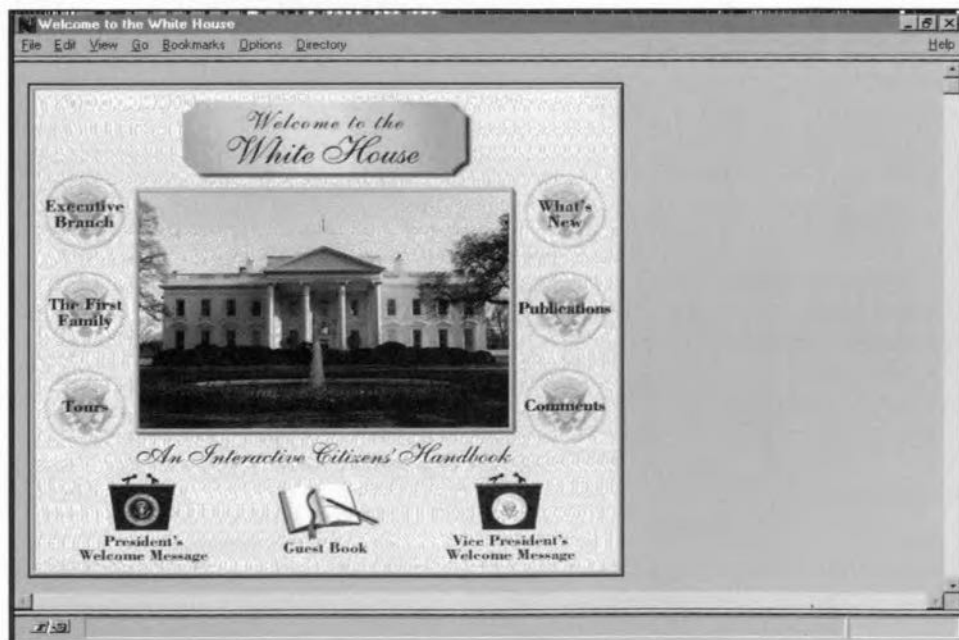 Welcome to the White House
File Edit View Go Bookmarks Options Directory Help
Welcome to the
White House
Executive
Branch
What's
New
The First
Family
Publications
Tours
Comments
An Interactive Citizens' Handbook
President's
Welcome Message
Guest Book
Vice President's
Welcome Message